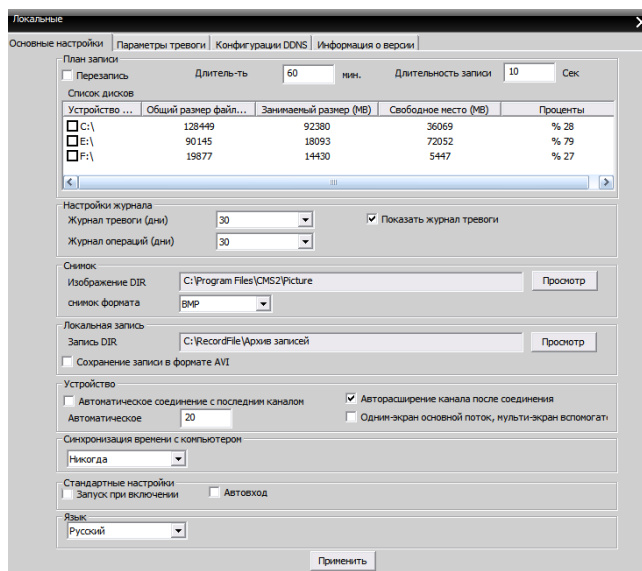 Локальные
Основные настройки Параметры тревоги Конфигурации DDNS Информация о версии
План записи
Перезапись Длитель-ть 60 мин. Длительность записи 10 Сек
Список дисков
Устройство ... Общий размер файл... Занимаемый размер (MB) Свободное место (MB) Проценты
C:\ 128449 92380 36069 % 28
E:\ 90145 18093 72052 % 79
F:\ 19877 14430 5447 % 27
Настройки журнала
Журнал тревоги (дни) 30 Показать журнал тревоги
Журнал операций (дни) 30
Снимок
Изображение DIR C:\Program Files\CMS2\Picture Просмотр
снимок формата BMP
Локальная запись
Запись DIR C:\RecordFile\Архив записей Просмотр
Сохранение записи в формате AVI
Устройство
Автоматическое соединение с последним каналом Авторасширение канала после соединения
Автоматическое 20 Одним-экран основной поток, мульти-экран вспомогат
Синхронизация времени с компьютером
Никогда
Стандартные настройки
Запуск при включении Автовход
Язык
Русский
Применить